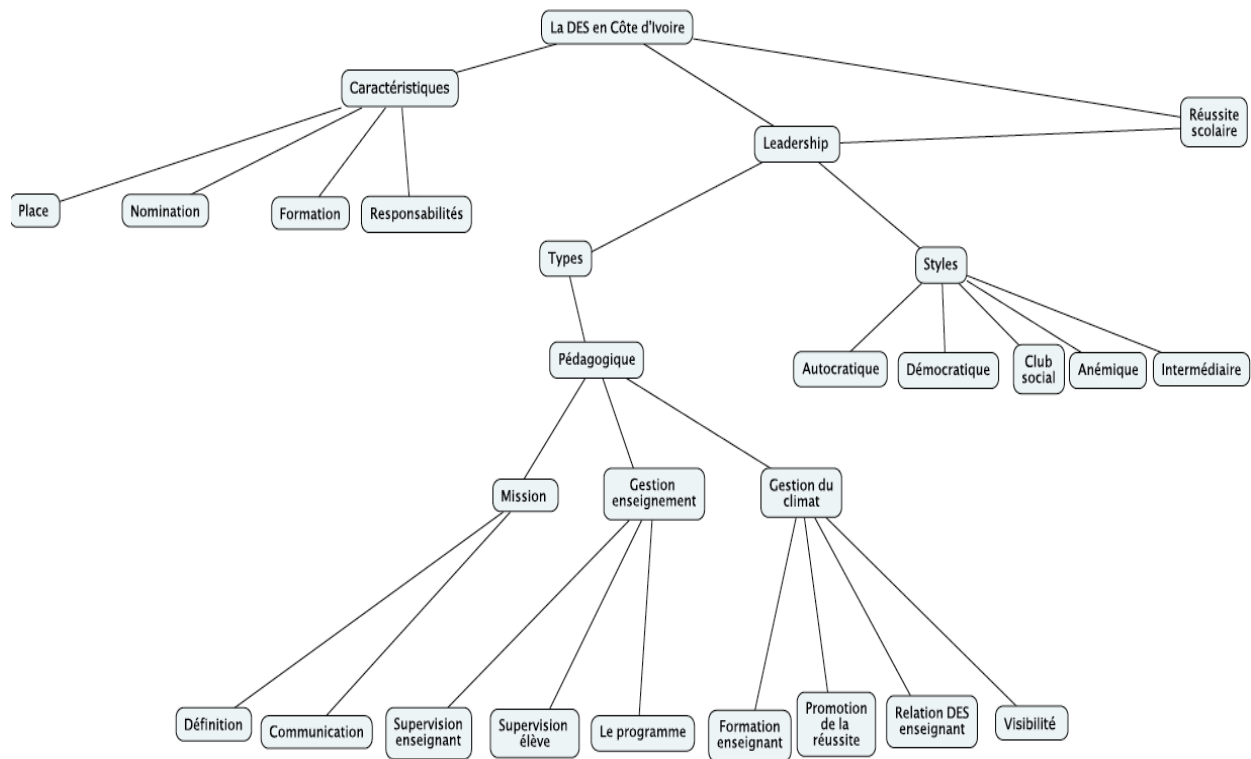 La DES en Côte d'Ivoire
Caractéristiques
Réussite
scolaire
Leadership
Place
Nomination
Formation
Responsabilités
Types
Styles
Pédagogique
Autocratique
Démocratique
Club
social
Anémique
Intermédiaire
Mission
Gestion
enseignement
Gestion du
climat
Définition
Communication
Supervision
enseignant
Supervision
élève
Le programme
Formation
enseignant
Promotion
de la
réussite
Relation DES
enseignant
Visibilité